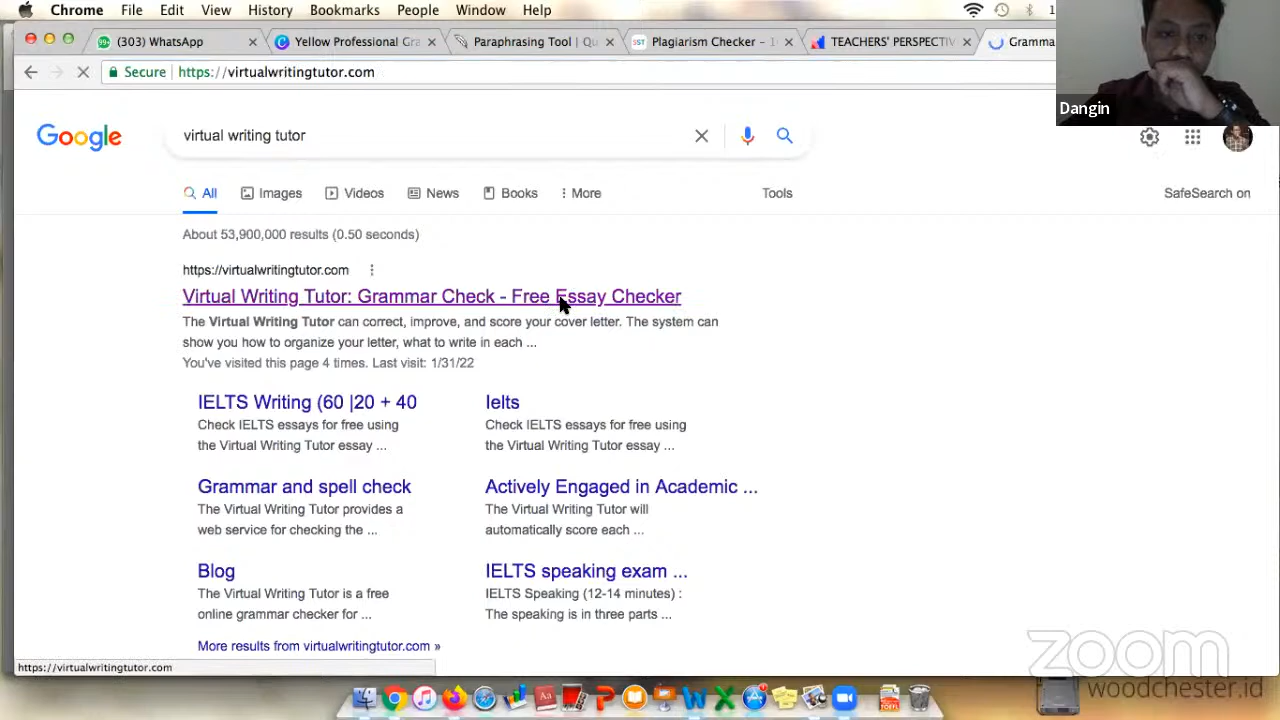 Chrome File Edit View History Bookmarks People Window Help
(303) WhatsApp
Yellow Professional Gra
Paraphrasing Tool | Qu
Plagiarism Checker - 1
TEACHERS' PERSPECTIV
Gramma
Secure https://virtualwritingtutor.com
Dangin
Google
virtual writing tutor
All Images Videos News Books More Tools SafeSearch on
About 53,900,000 results (0.50 seconds)
https://virtualwritingtutor.com
Virtual Writing Tutor: Grammar Check - Free Essay Checker
The Virtual Writing Tutor can correct, improve, and score your cover letter. The system can
show you how to organize your letter, what to write in each ...
You've visited this page 4 times. Last visit: 1/31/22
IELTS Writing (60 |20 + 40
Check IELTS essays for free using
the Virtual Writing Tutor essay ...
Ielts
Check IELTS essays for free using
the Virtual Writing Tutor essay ...
Grammar and spell check
The Virtual Writing Tutor provides a
web service for checking the ...
Actively Engaged in Academic ...
The Virtual Writing Tutor will
automatically score each ...
Blog
The Virtual Writing Tutor is a free
online grammar checker for ...
IELTS speaking exam ...
IELTS Speaking (12-14 minutes) :
The speaking is in three parts ...
More results from virtualwritingtutor.com »
https://virtualwritingtutor.com
zoom
woodchester.id